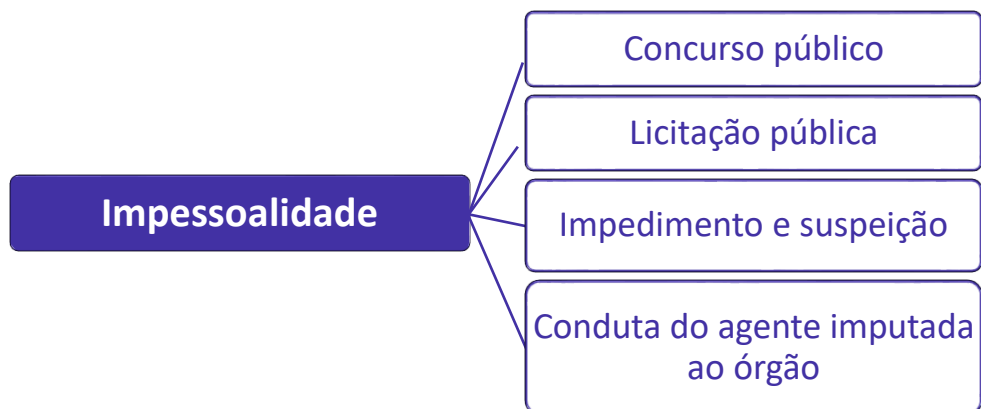 Impessoalidade
Concurso público
Licitação pública
Impedimento e suspeição
Conduta do agente imputada
ao órgão